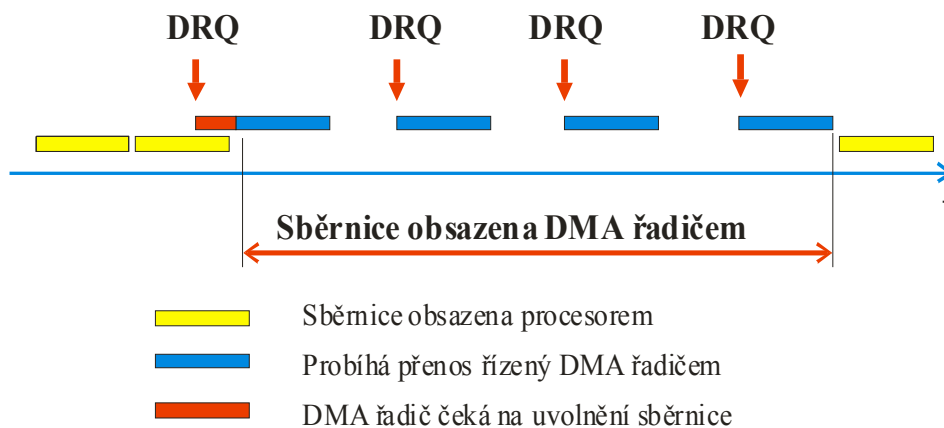 DRQ DRQ DRQ DRQ
Sběrnice obsazena DMA řadičem
Sběrnice obsazena procesorem
Probíhá přenos řízený DMA řadičem
DMA řadič čeká na uvolnění sběrnice